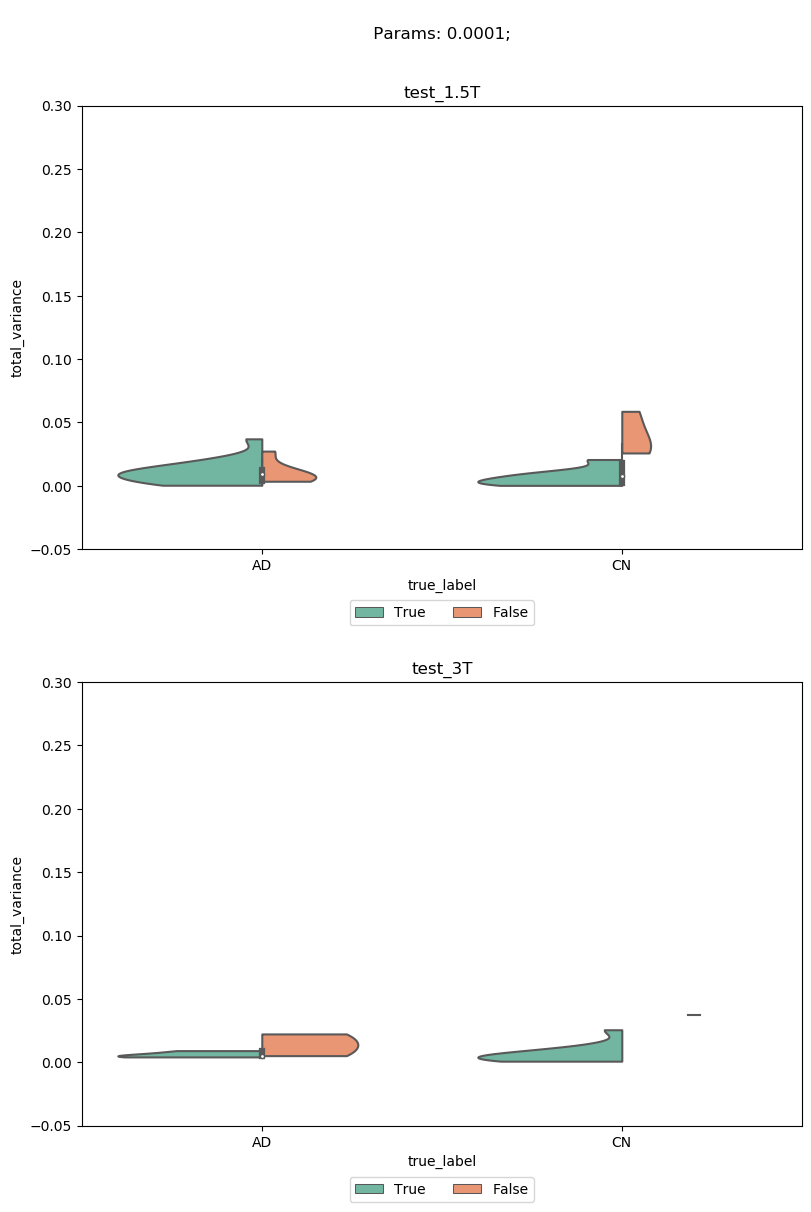 Params: 0.0001;
test_1.5T
0.30
0.25
0.20
0.15
0.10
0.05
0.00
−0.05
total_variance
AD CN
true_label
True False
test_3T
0.30
0.25
0.20
0.15
0.10
0.05
0.00
−0.05
total_variance
AD CN
true_label
True False